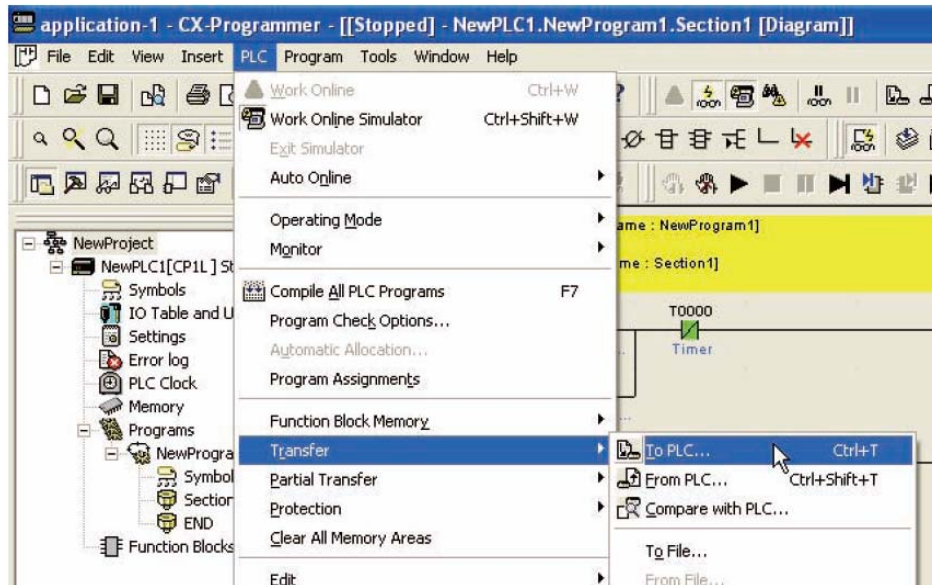 application-1 - CX-Programmer - [[Stopped] - NewPLC1.NewProgram1.Section1 [Diagram]]
File Edit View Insert PLC Program Tools Window Help
Work Online Ctrl+W
Work Online Simulator Ctrl+Shift+W
Exit Simulator
Auto Online
Operating Mode
Monitor
Compile All PLC Programs F7
Program Check Options...
Automatic Allocation...
Program Assignments
Function Block Memory
Transfer
Partial Transfer
Protection
Clear All Memory Areas
Edit
To PLC... Ctrl+T
From PLC... Ctrl+Shift+T
Compare with PLC...
To File...
From File...
NewProject
NewPLC1[CP1L] St
Symbols
IO Table and U
Settings
Error log
PLC Clock
Memory
Programs
NewProgra
Symbol
Section
END
Function Blocks
ame : NewProgram1]
me : Section1]
T0000
Timer